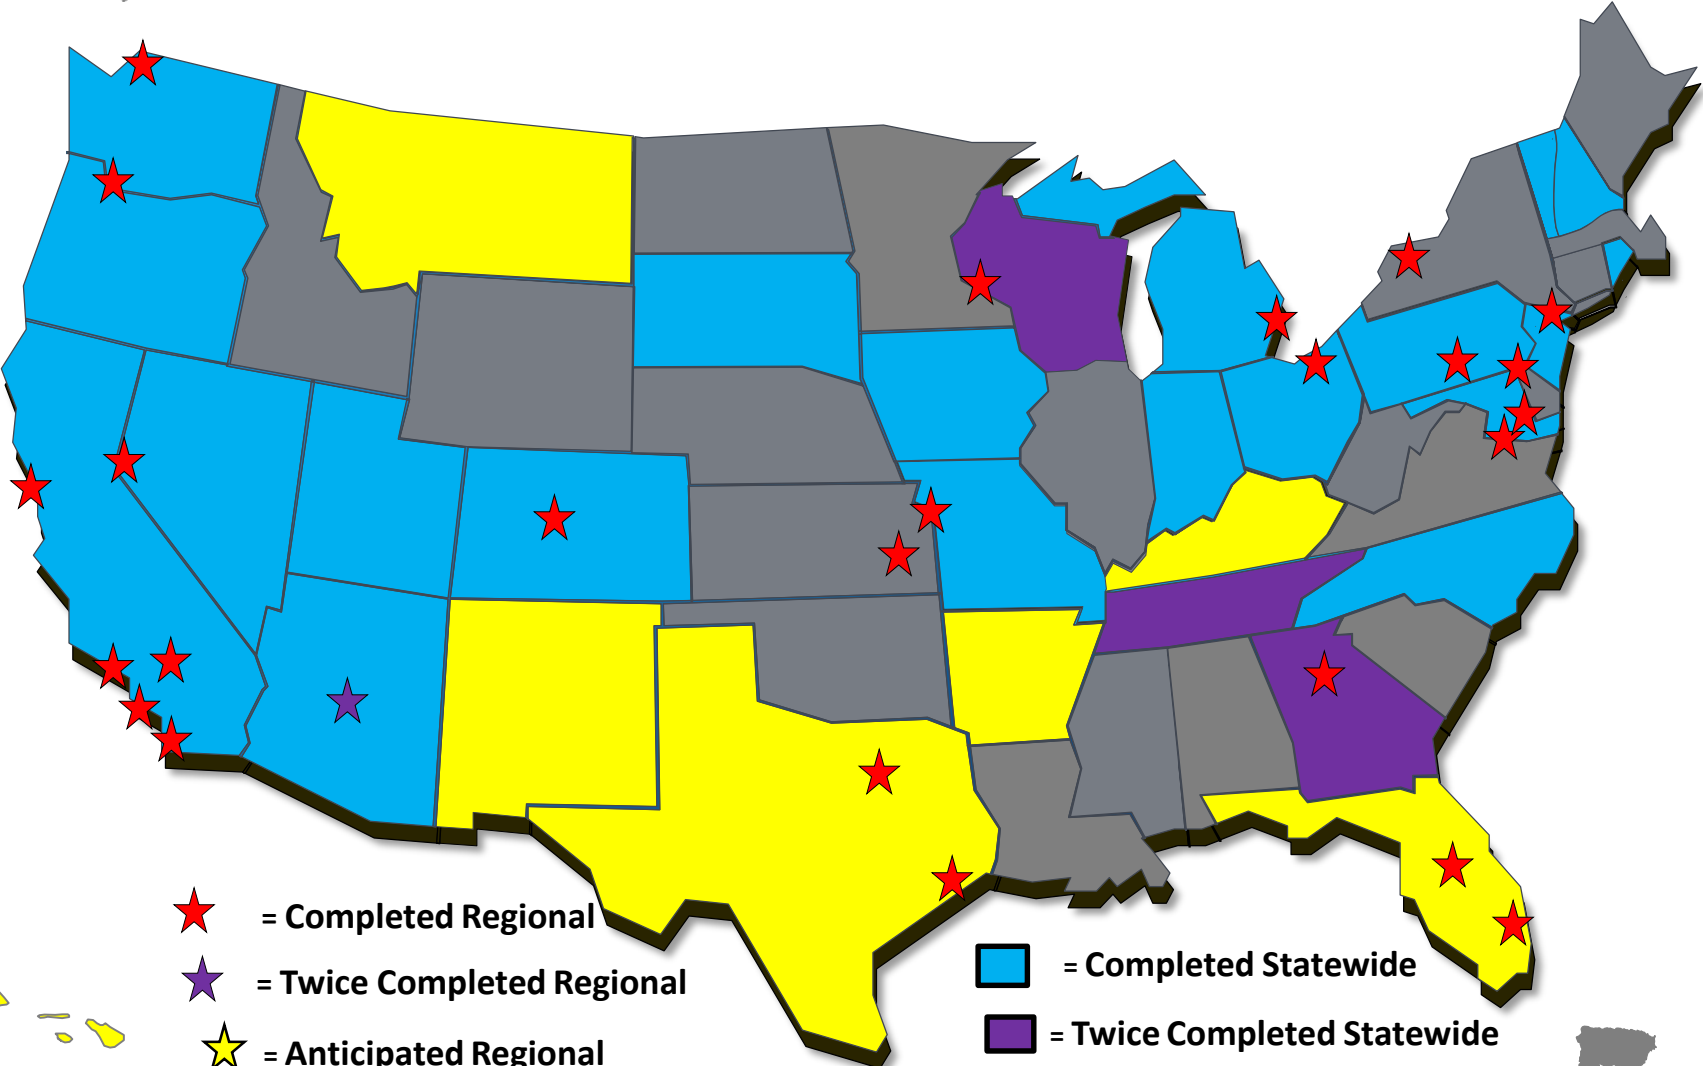 = Completed Regional
= Twice Completed Regional
= Anticipated Regional
= Completed Statewide
= Twice Completed Statewide